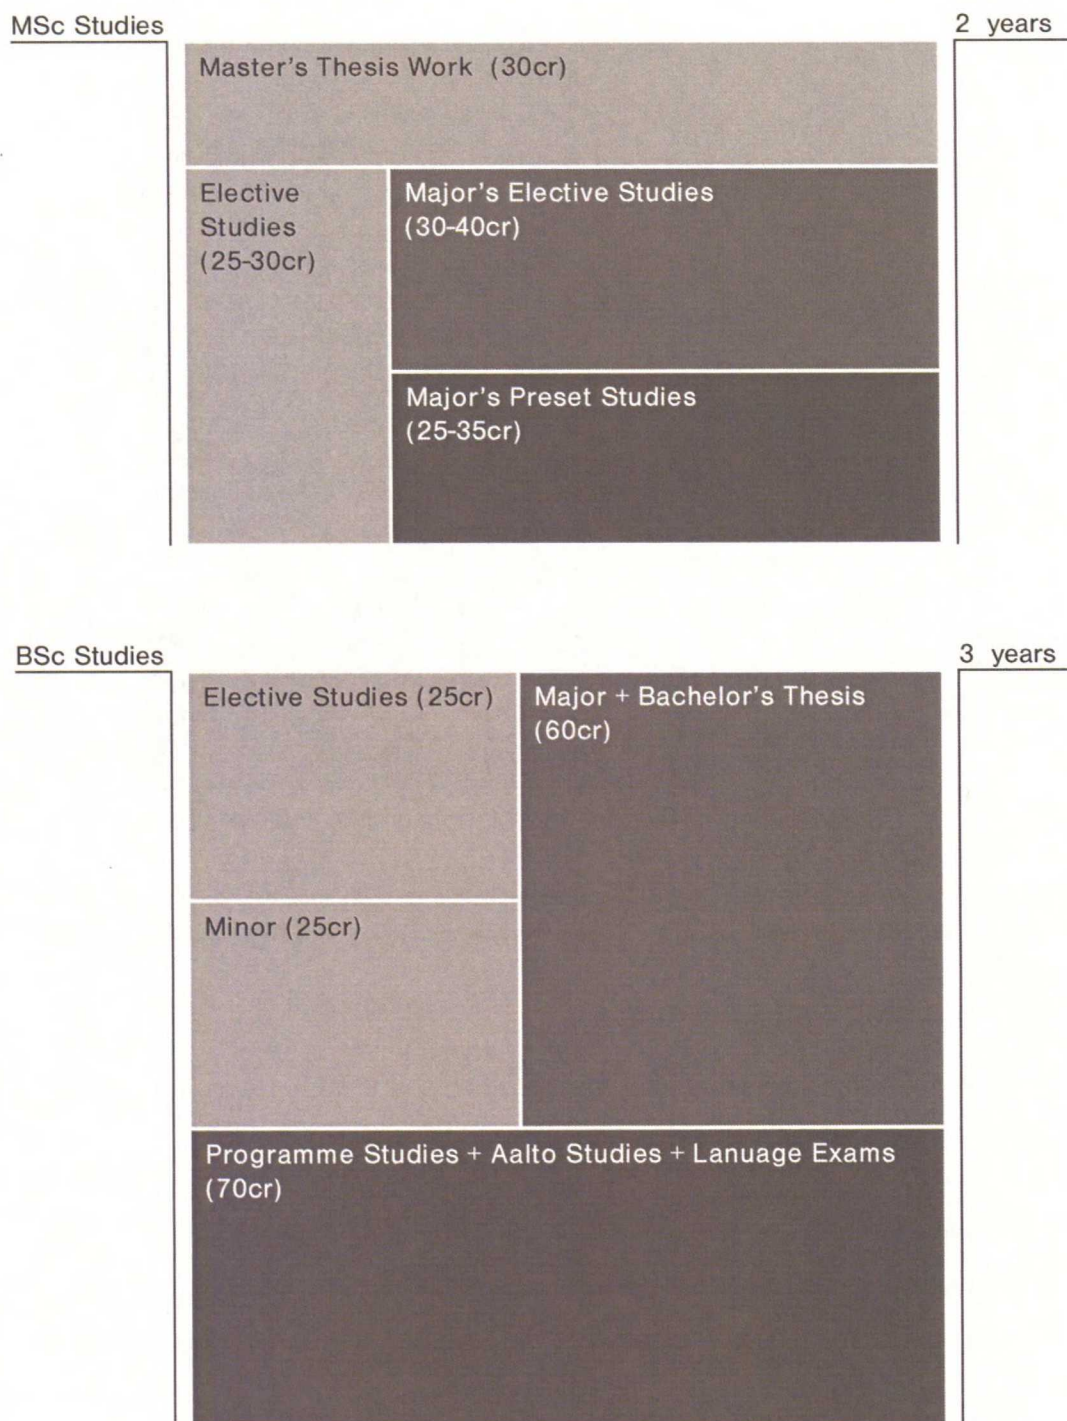 MSc Studies
2 years
Master's Thesis Work (30cr)
Elective
Studies
(25-30cr)
Major's Elective Studies
(30-40cr)
Major's Preset Studies
(25-35cr)
BSc Studies
3 years
Elective Studies (25cr)
Major + Bachelor's Thesis
(60cr)
Minor (25cr)
Programme Studies + Aalto Studies + Lanuage Exams
(70cr)